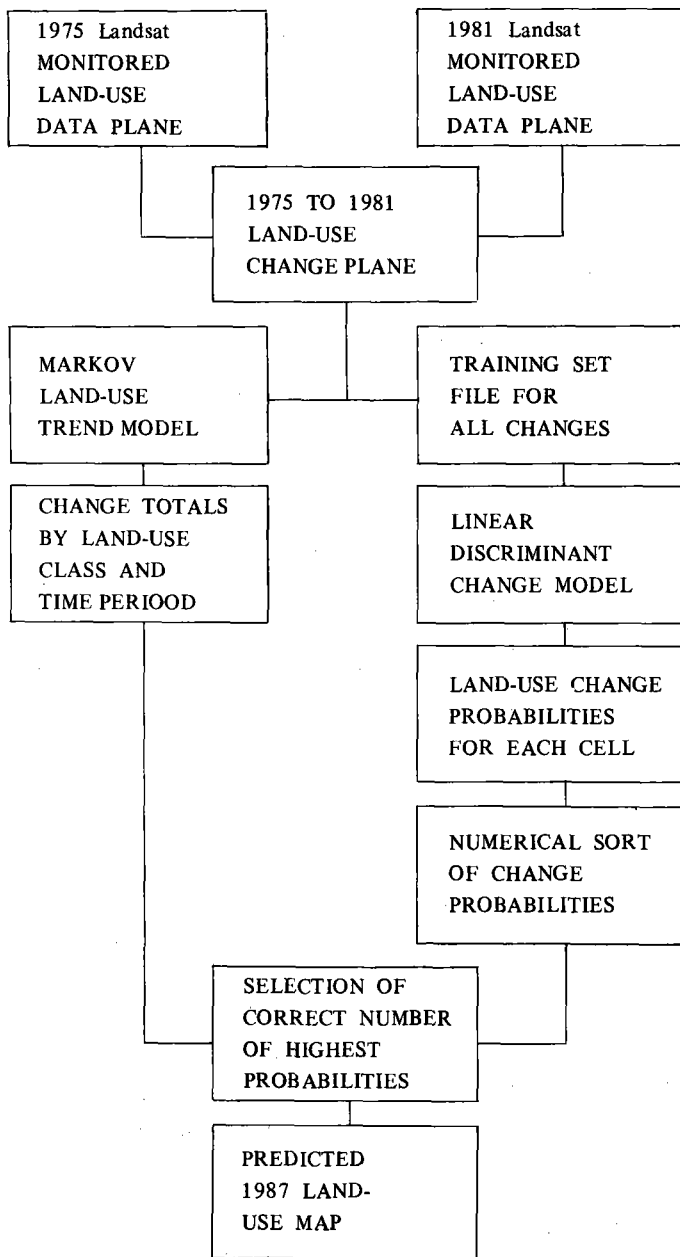 1975 Landsat
MONITORED
LAND-USE
DATA PLANE
1981 Landsat
MONITORED
LAND-USE
DATA PLANE
1975 TO 1981
LAND-USE
CHANGE PLANE
MARKOV
LAND-USE
TREND MODEL
TRAINING SET
FILE FOR
ALL CHANGES
CHANGE TOTALS
BY LAND-USE
CLASS AND
TIME PERIOOD
LINEAR
DISCRIMINANT
CHANGE MODEL
LAND-USE CHANGE
PROBABILITIES
FOR EACH CELL
NUMERICAL SORT
OF CHANGE
PROBABILITIES
SELECTION OF
CORRECT NUMBER
OF HIGHEST
PROBABILITIES
PREDICTED
1987 LAND-
USE MAP